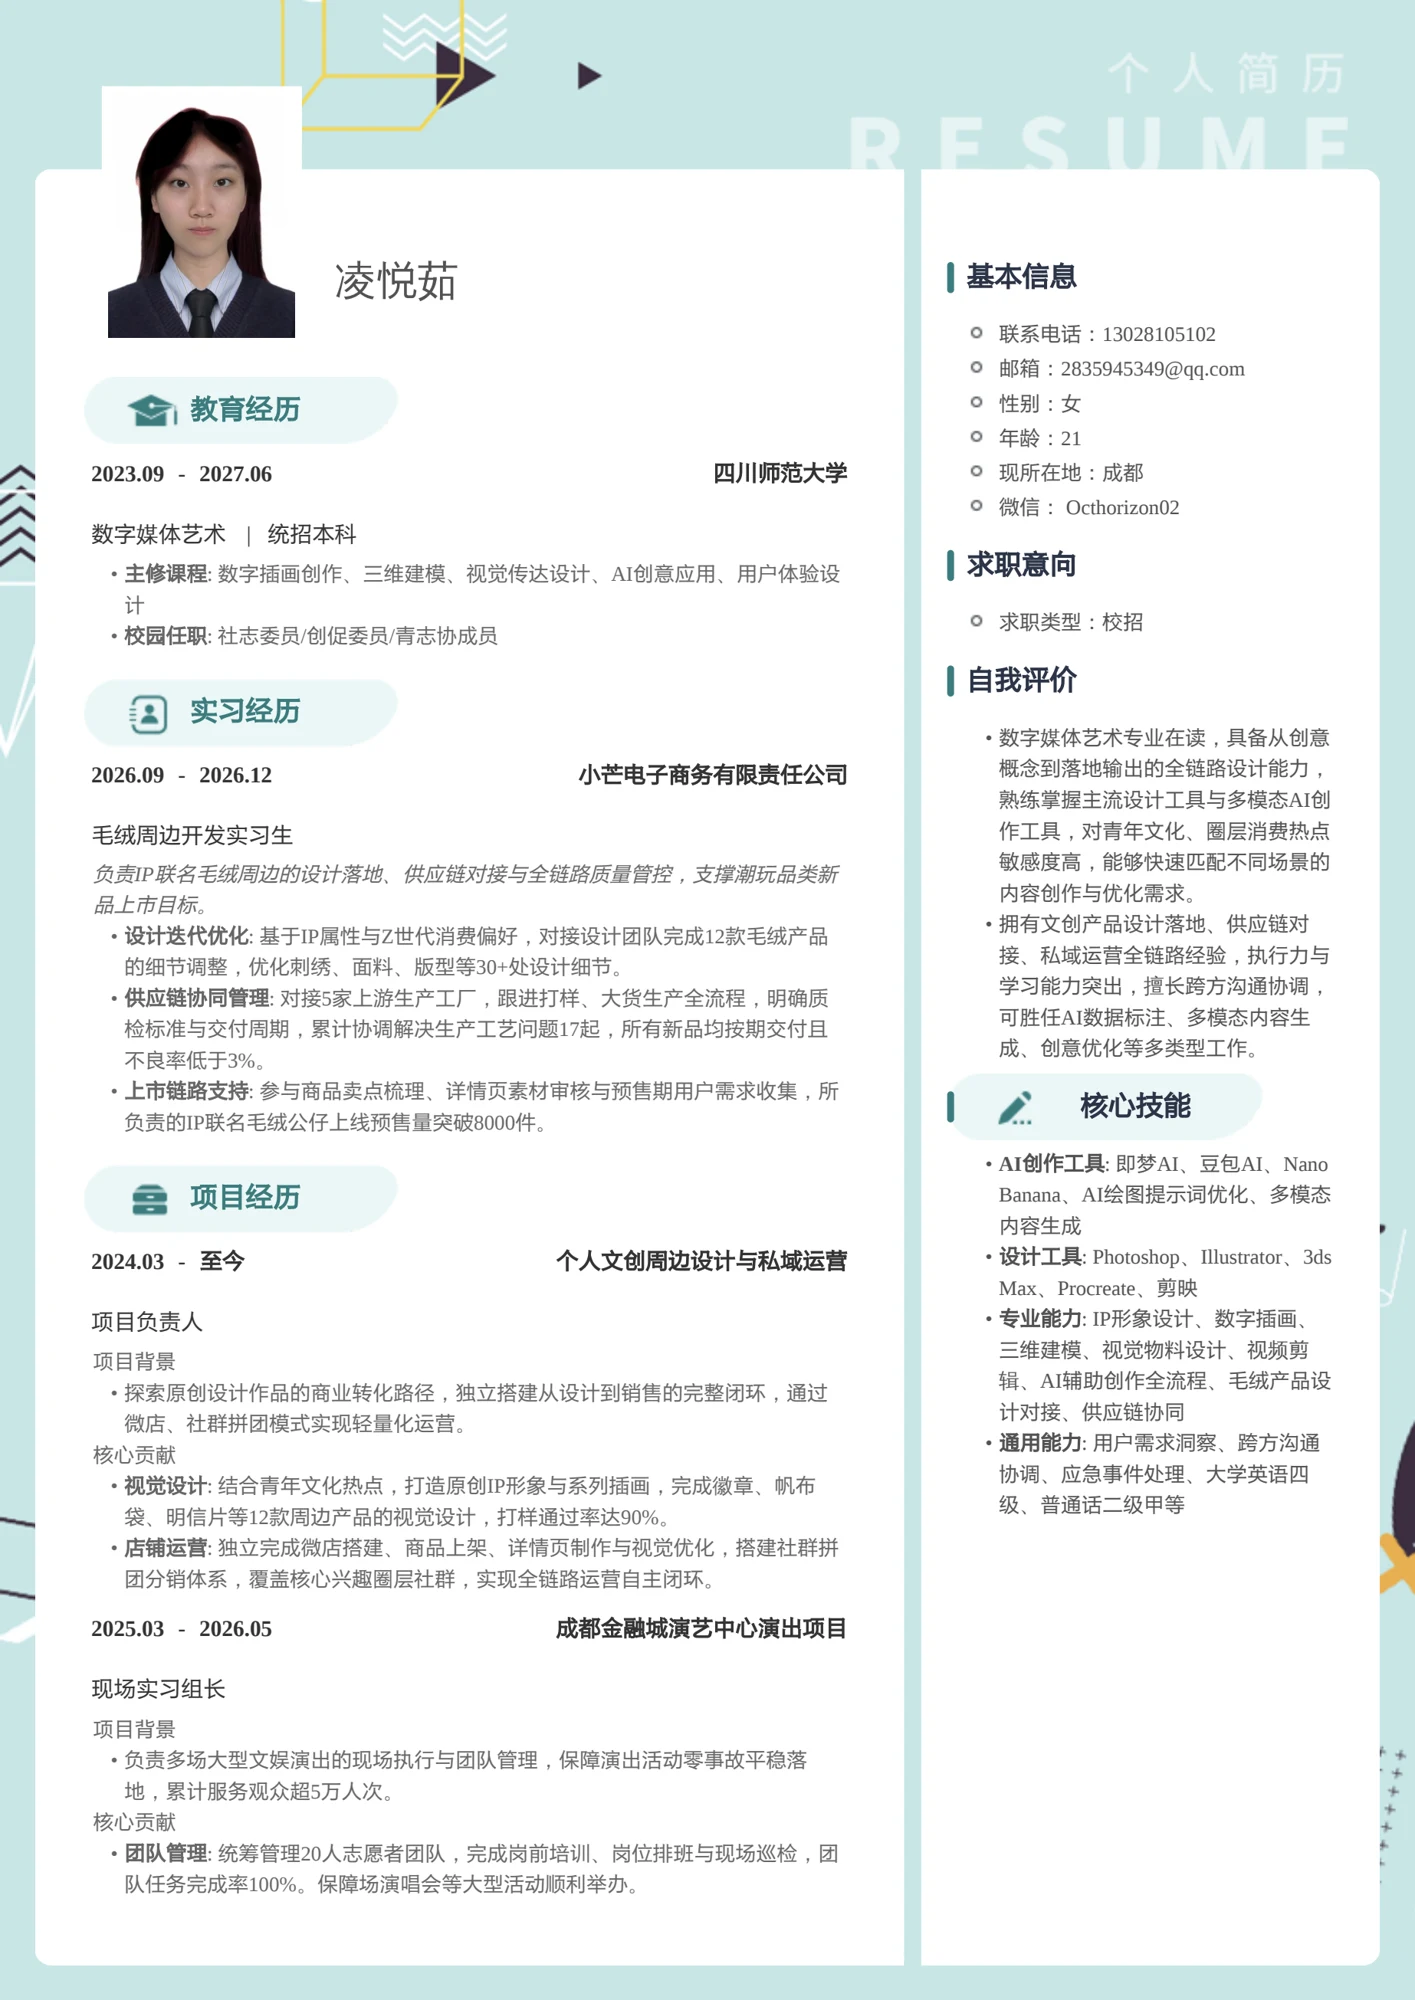 个人简历
RESUME
凌悦茹
教育经历
2023.09 - 2027.06 四川师范大学
数字媒体艺术 | 统招本科
• 主修课程: 数字插画创作、三维建模、视觉传达设计、AI创意应用、用户体验设
计
• 校园任职: 社志委员/创促委员/青志协成员
实习经历
2026.09 - 2026.12 小芒电子商务有限责任公司
毛绒周边开发实习生
负责IP联名毛绒周边的设计落地、供应链对接与全链路质量管控，支撑潮玩品类新
品上市目标。
• 设计迭代优化: 基于IP属性与Z世代消费偏好，对接设计团队完成12款毛绒产品
的细节调整，优化刺绣、面料、版型等30+处设计细节。
• 供应链协同管理: 对接5家上游生产工厂，跟进打样、大货生产全流程，明确质
检标准与交付周期，累计协调解决生产工艺问题17起，所有新品均按期交付且
不良率低于3%。
• 上市链路支持: 参与商品卖点梳理、详情页素材审核与预售期用户需求收集，所
负责的IP联名毛绒公仔上线预售量突破8000件。
项目经历
2024.03 - 至今 个人文创周边设计与私域运营
项目负责人
项目背景
• 探索原创设计作品的商业转化路径，独立搭建从设计到销售的完整闭环，通过
微店、社群拼团模式实现轻量化运营。
核心贡献
• 视觉设计: 结合青年文化热点，打造原创IP形象与系列插画，完成徽章、帆布
袋、明信片等12款周边产品的视觉设计，打样通过率达90%。
• 店铺运营: 独立完成微店搭建、商品上架、详情页制作与视觉优化，搭建社群拼
团分销体系，覆盖核心兴趣圈层社群，实现全链路运营自主闭环。
2025.03 - 2026.05 成都金融城演艺中心演出项目
现场实习组长
项目背景
• 负责多场大型文娱演出的现场执行与团队管理，保障演出活动零事故平稳落
地，累计服务观众超5万人次。
核心贡献
• 团队管理: 统筹管理20人志愿者团队，完成岗前培训、岗位排班与现场巡检，团
队任务完成率100%。保障场演唱会等大型活动顺利举办。
基本信息
联系电话：13028105102
邮箱：2835945349@qq.com
性别：女
年龄：21
现所在地：成都
微信： Octhorizon02
求职意向
求职类型：校招
自我评价
• 数字媒体艺术专业在读，具备从创意
概念到落地输出的全链路设计能力，
熟练掌握主流设计工具与多模态AI创
作工具，对青年文化、圈层消费热点
敏感度高，能够快速匹配不同场景的
内容创作与优化需求。
• 拥有文创产品设计落地、供应链对
接、私域运营全链路经验，执行力与
学习能力突出，擅长跨方沟通协调，
可胜任AI数据标注、多模态内容生
成、创意优化等多类型工作。
核心技能
• AI创作工具: 即梦AI、豆包AI、Nano
Banana、AI绘图提示词优化、多模态
内容生成
• 设计工具: Photoshop、Illustrator、3ds
Max、Procreate、剪映
• 专业能力: IP形象设计、数字插画、
三维建模、视觉物料设计、视频剪
辑、AI辅助创作全流程、毛绒产品设
计对接、供应链协同
• 通用能力: 用户需求洞察、跨方沟通
协调、应急事件处理、大学英语四
级、普通话二级甲等